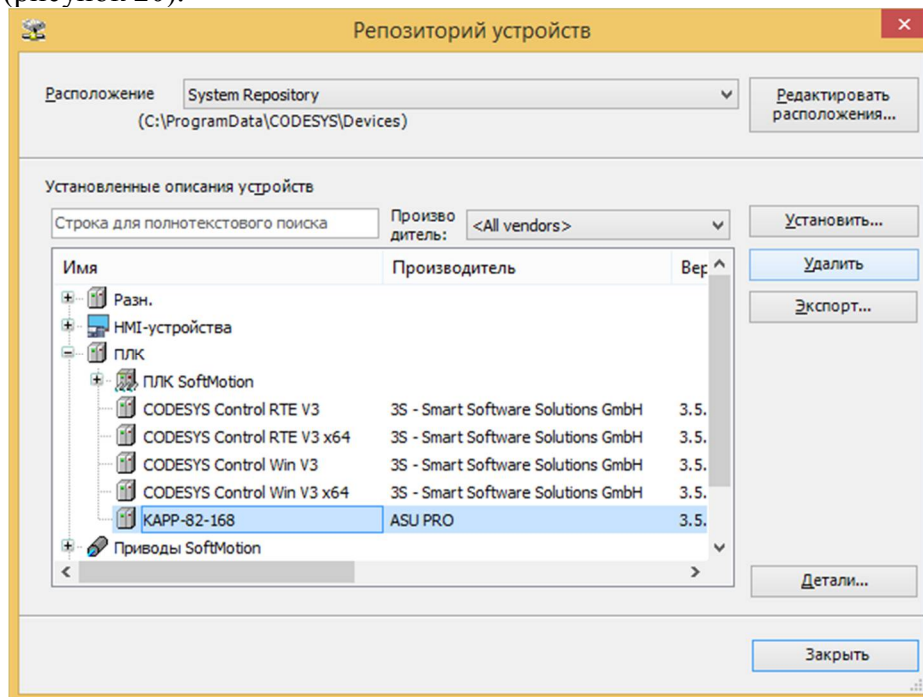 (рисунок 20).
Репозиторий устройств
Расположение System Repository
(C:\ProgramData\CODESYS\Devices)
Редактировать
расположения...
Установленные описания устройств
Строка для полнотекстового поиска
Произво
дитель:
<All vendors>
Установить...
Имя Производитель Вер
Удалить
Разн.
Экспорт...
HMI-устройства
ПЛК
ПЛК SoftMotion
CODESYS Control RTE V3 3S - Smart Software Solutions GmbH 3.5.
CODESYS Control RTE V3 x64 3S - Smart Software Solutions GmbH 3.5.
CODESYS Control Win V3 3S - Smart Software Solutions GmbH 3.5.
CODESYS Control Win V3 x64 3S - Smart Software Solutions GmbH 3.5.
KAPP-82-168 ASU PRO 3.5.
Приводы SoftMotion
Детали...
Закрыть